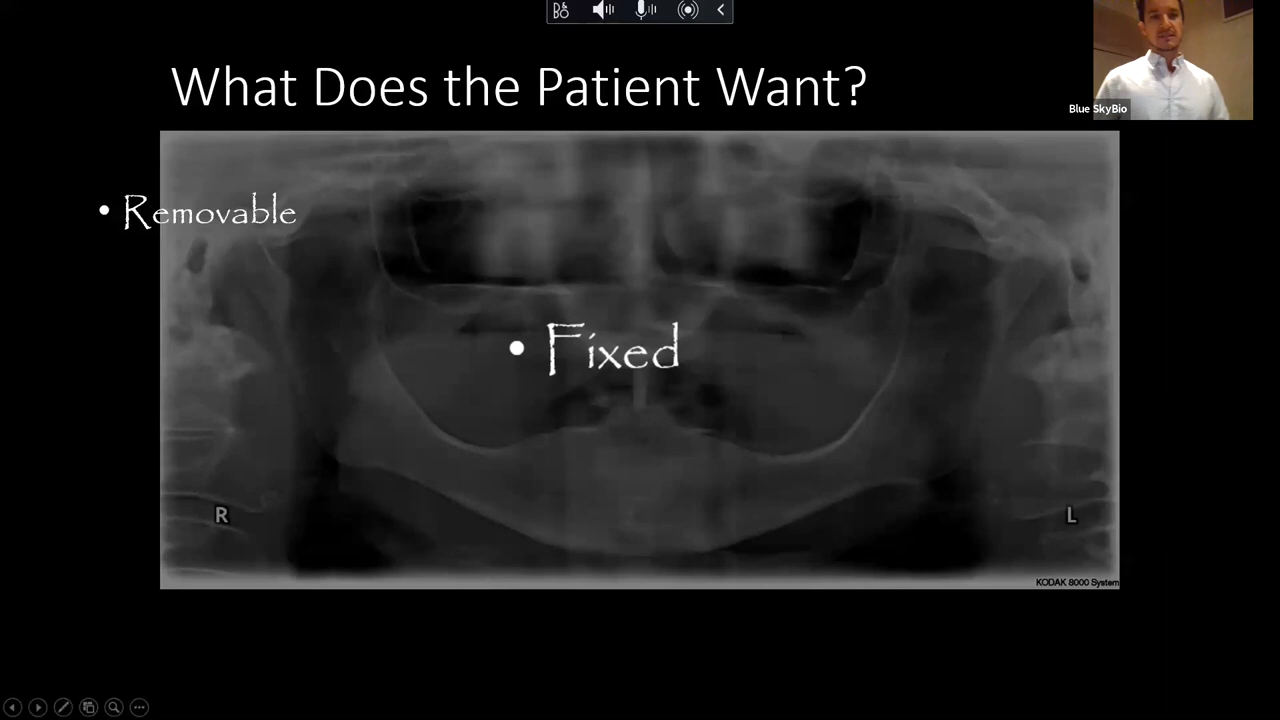 What Does the Patient Want?
Blue SkyBio
• Removable
• Fixed
R
L
KODAK 8000 System